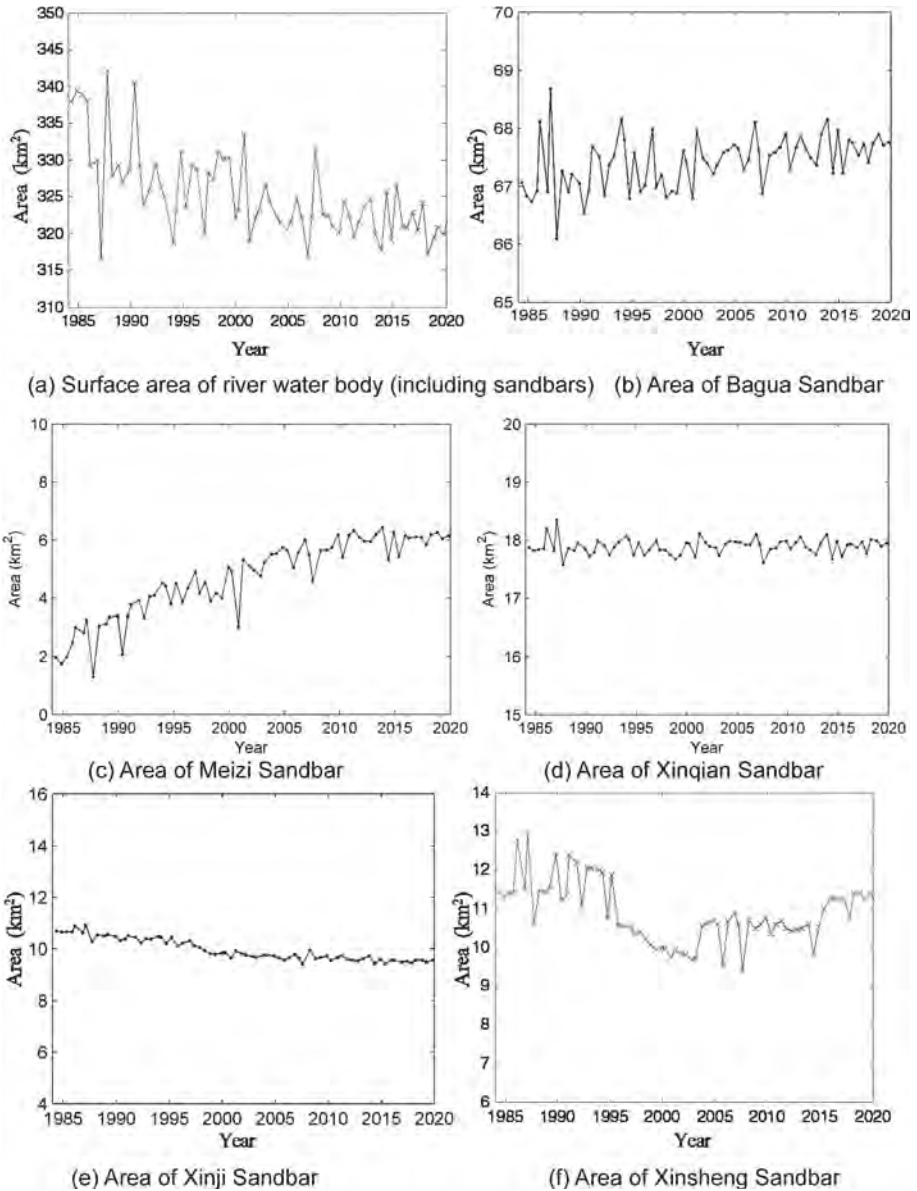 350
345
340
335
330
325
320
315
310
Area (km²)
1985 1990 1995 2000 2005 2010 2015 2020
Year
70
69
68
67
66
65
Area (km²)
1985 1990 1995 2000 2005 2010 2015 2020
Year
(a) Surface area of river water body (including sandbars)
(b) Area of Bagua Sandbar
10
8
6
4
2
0
Area (km²)
1985 1990 1995 2000 2005 2010 2015 2020
Year
(c) Area of Meizi Sandbar
20
19
18
17
16
15
Area (km²)
1985 1990 1995 2000 2005 2010 2015 2020
Year
(d) Area of Xinqian Sandbar
16
14
12
10
8
6
4
Area (km²)
1985 1990 1995 2000 2005 2010 2015 2020
Year
(e) Area of Xinji Sandbar
14
13
12
11
10
9
8
7
6
Area (km²)
1985 1990 1995 2000 2005 2010 2015 2020
Year
(f) Area of Xinsheng Sandbar